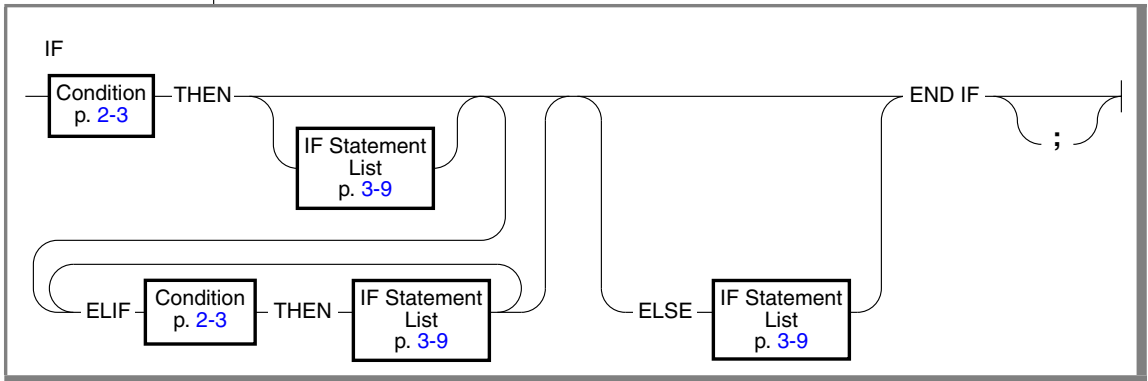 IF
Condition
p. 2-3
THEN
IF Statement
List
p. 3-9
END IF
;
ELIF
Condition
p. 2-3
THEN
IF Statement
List
p. 3-9
ELSE
IF Statement
List
p. 3-9